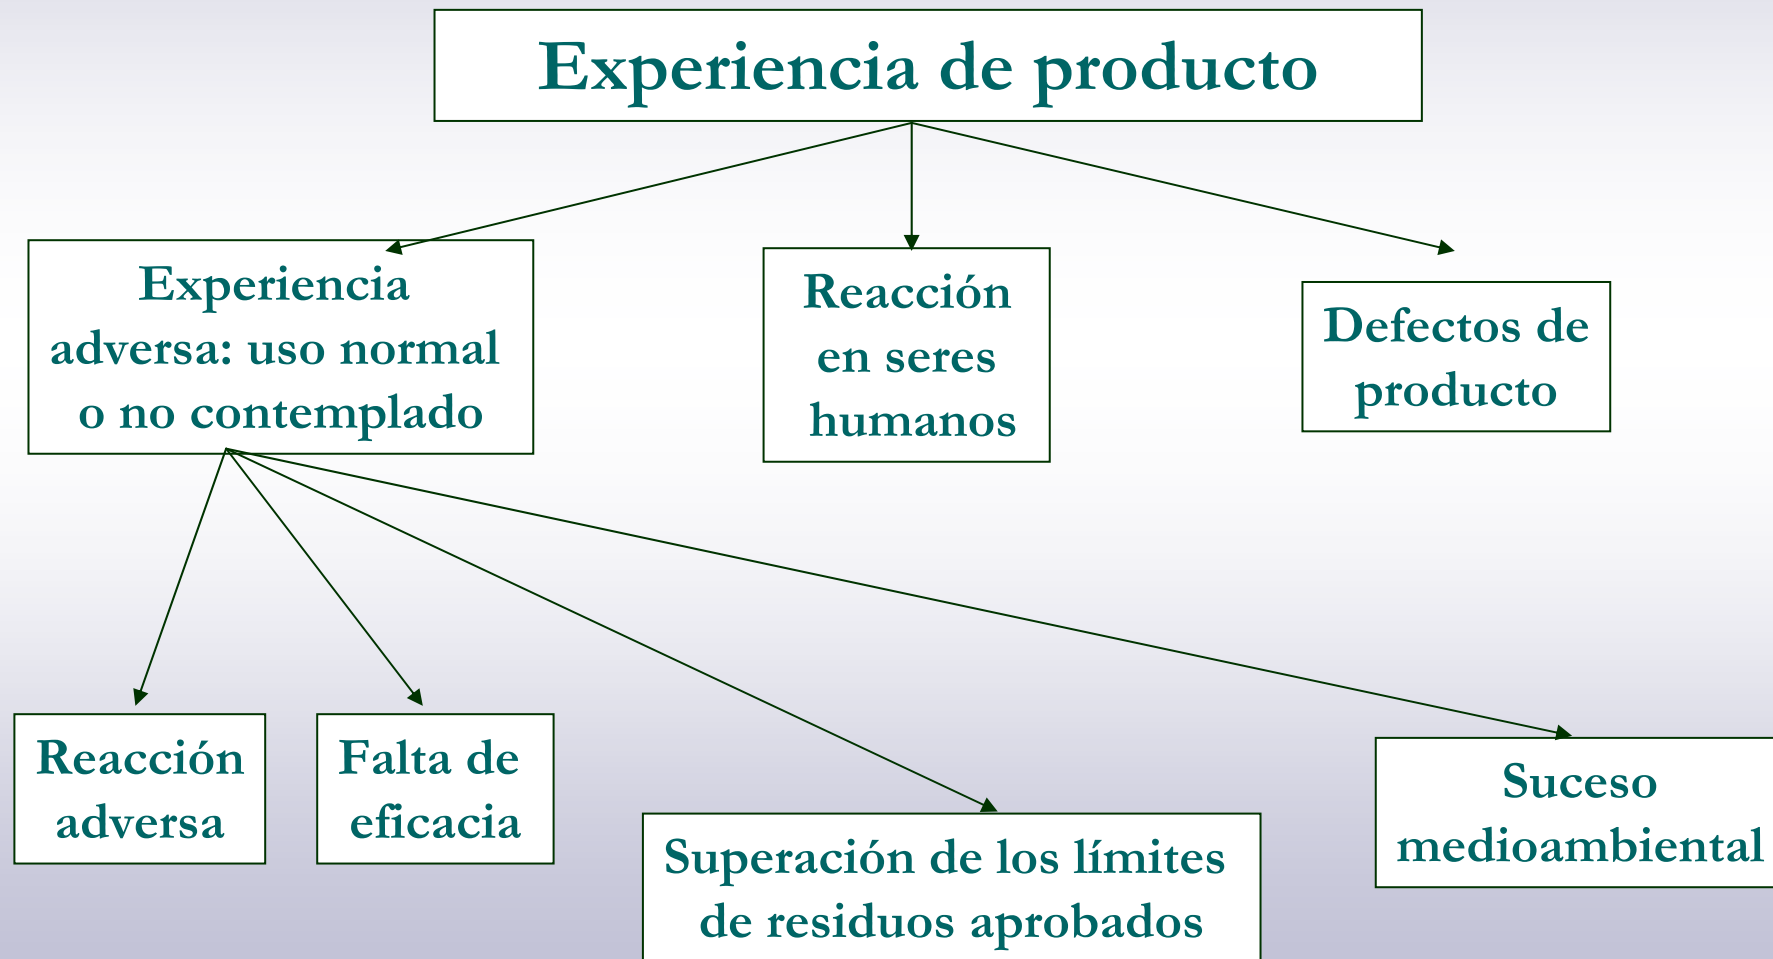 Experiencia de producto
Experiencia
adversa: uso normal
o no contemplado
Reacción
en seres
humanos
Defectos de
producto
Reacción
adversa
Falta de
eficacia
Superación de los límites
de residuos aprobados
Suceso
medioambiental